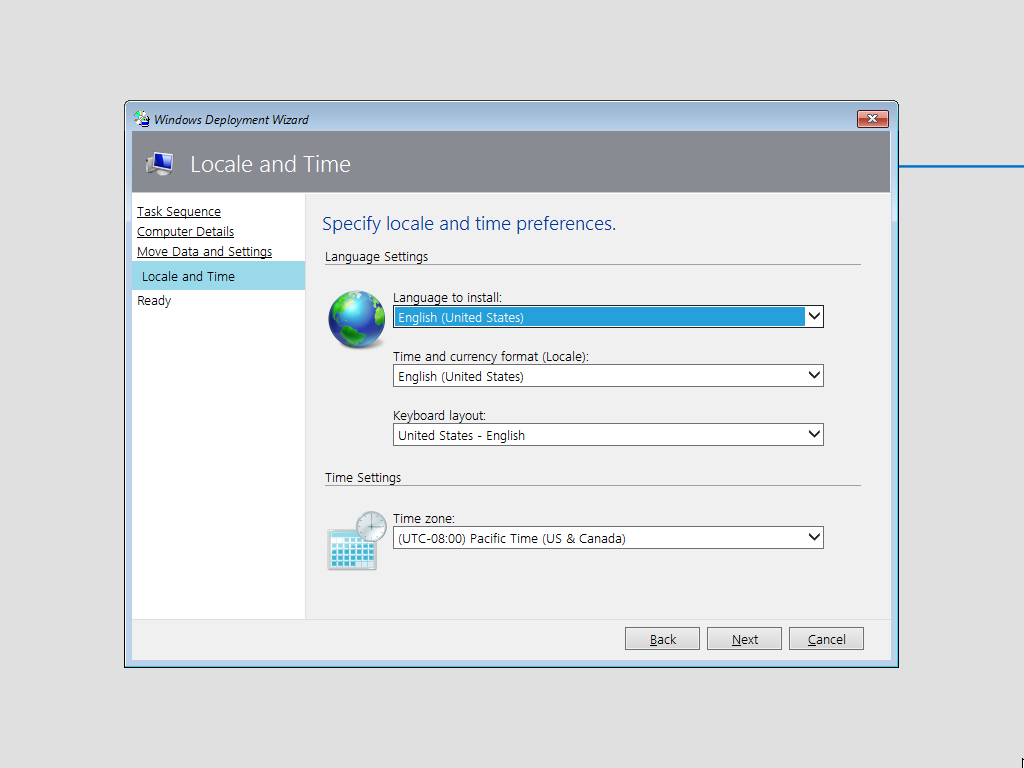 Windows Deployment Wizard
Locale and Time
Task Sequence
Computer Details
Move Data and Settings
Locale and Time
Ready
Specify locale and time preferences.
Language Settings
Language to install:
English (United States)
Time and currency format (Locale):
English (United States)
Keyboard layout:
United States - English
Time Settings
Time zone:
(UTC-08:00) Pacific Time (US & Canada)
Back
Next
Cancel